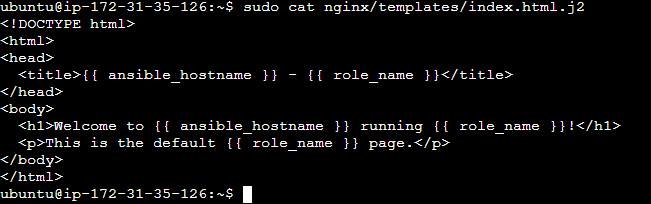 ubuntu@ip-172-31-35-126:~$ sudo cat nginx/templates/index.html.j2
<!DOCTYPE html>
<html>
<head>
  <title>{{ ansible_hostname }} - {{ role_name }}</title>
</head>
<body>
  <h1>Welcome to {{ ansible_hostname }} running {{ role_name }}!</h1>
  <p>This is the default {{ role_name }} page.</p>
</body>
</html>
ubuntu@ip-172-31-35-126:~$